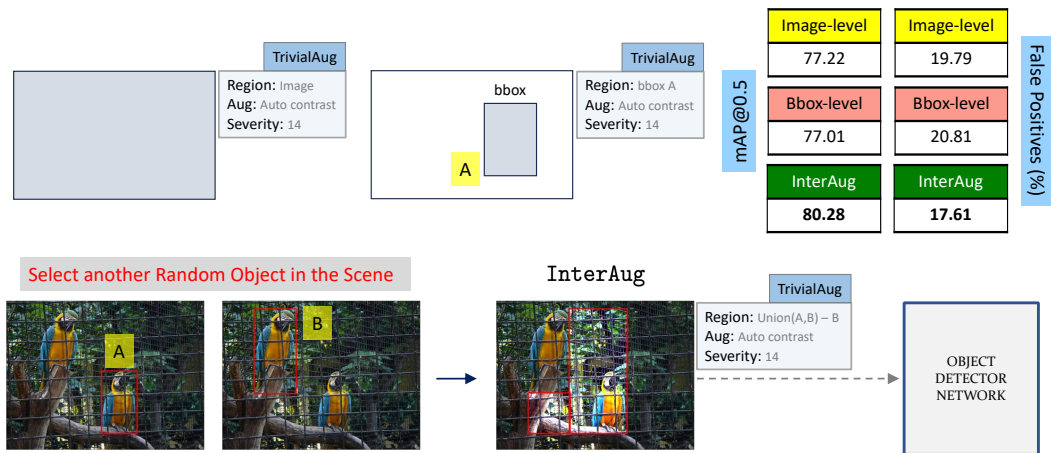 TrivialAug
Region: Image
Aug: Auto contrast
Severity: 14
TrivialAug
Region: bbox A
Aug: Auto contrast
Severity: 14
bbox
A
mAP@0.5
Image-level
77.22
Bbox-level
77.01
InterAug
80.28
Image-level
19.79
Bbox-level
20.81
InterAug
17.61
False Positives (%)
Select another Random Object in the Scene
A
B
InterAug
TrivialAug
Region: Union(A,B) – B
Aug: Auto contrast
Severity: 14
OBJECT
DETECTOR
NETWORK